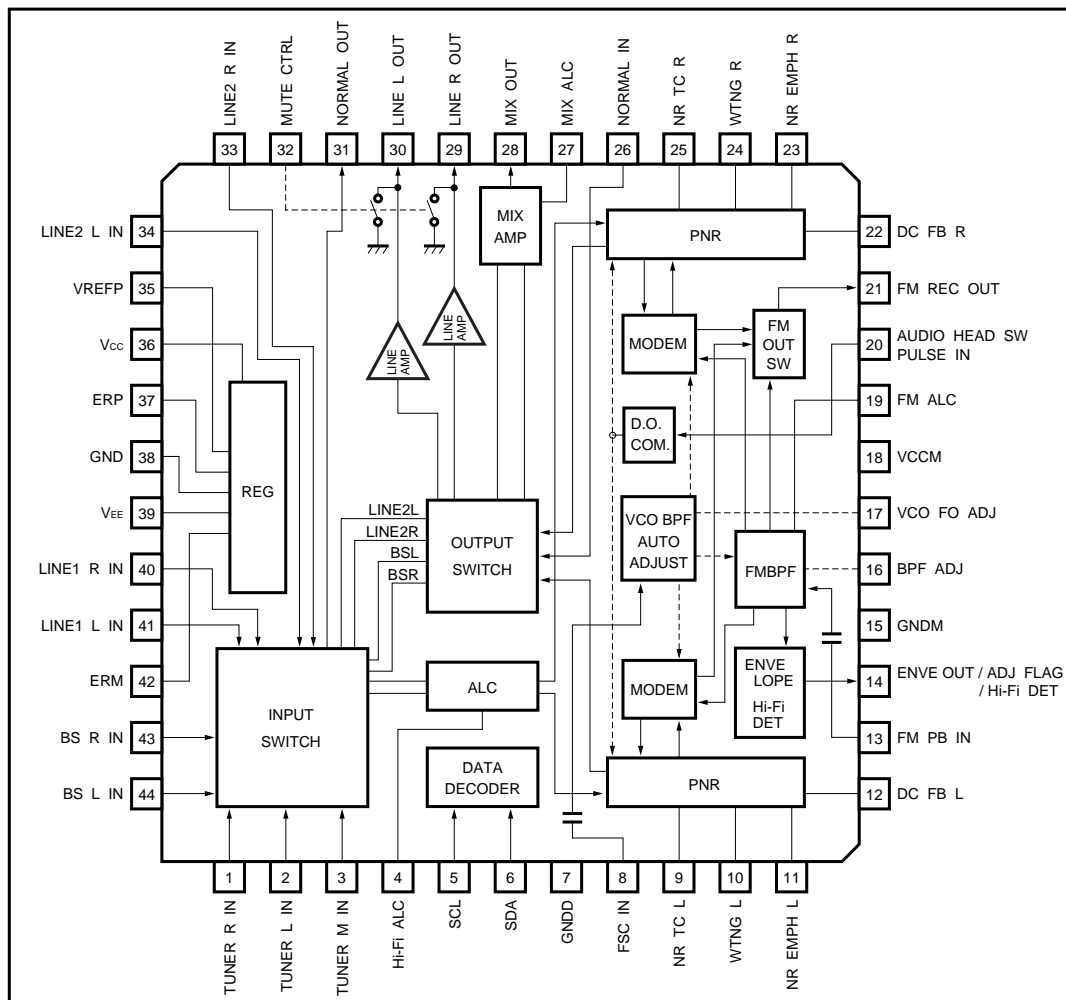 LINE2 R IN
MUTE CTRL
NORMAL OUT
LINE L OUT
LINE R OUT
MIX OUT
MIX ALC
NORMAL IN
NR TC R
WTNG R
NR EMPH R
33
32
31
30
29
28
27
26
25
24
23
LINE2 L IN
34
VREFP
35
Vcc
36
ERP
37
GND
38
VEE
39
LINE1 R IN
40
LINE1 L IN
41
ERM
42
BS R IN
43
BS L IN
44
MIX
AMP
PNR
LINE AMP
LINE AMP
MODEM
FM
OUT
SW
D.O.
COM.
REG
LINE2L
LINE2R
BSL
BSR
OUTPUT
SWITCH
VCO BPF
AUTO
ADJUST
FMBPF
INPUT
SWITCH
ALC
MODEM
ENVE
LOPE
Hi-Fi
DET
DATA
DECODER
PNR
22
DC FB R
21
FM REC OUT
20
AUDIO HEAD SW
PULSE IN
19
FM ALC
18
VCCM
17
VCO FO ADJ
16
BPF ADJ
15
GNDM
14
ENVE OUT / ADJ FLAG
/ Hi-Fi DET
13
FM PB IN
12
DC FB L
1
2
3
4
5
6
7
8
9
10
11
TUNER R IN
TUNER L IN
TUNER M IN
Hi-Fi ALC
SCL
SDA
GNDD
FSC IN
NR TC L
WTNG L
NR EMPH L